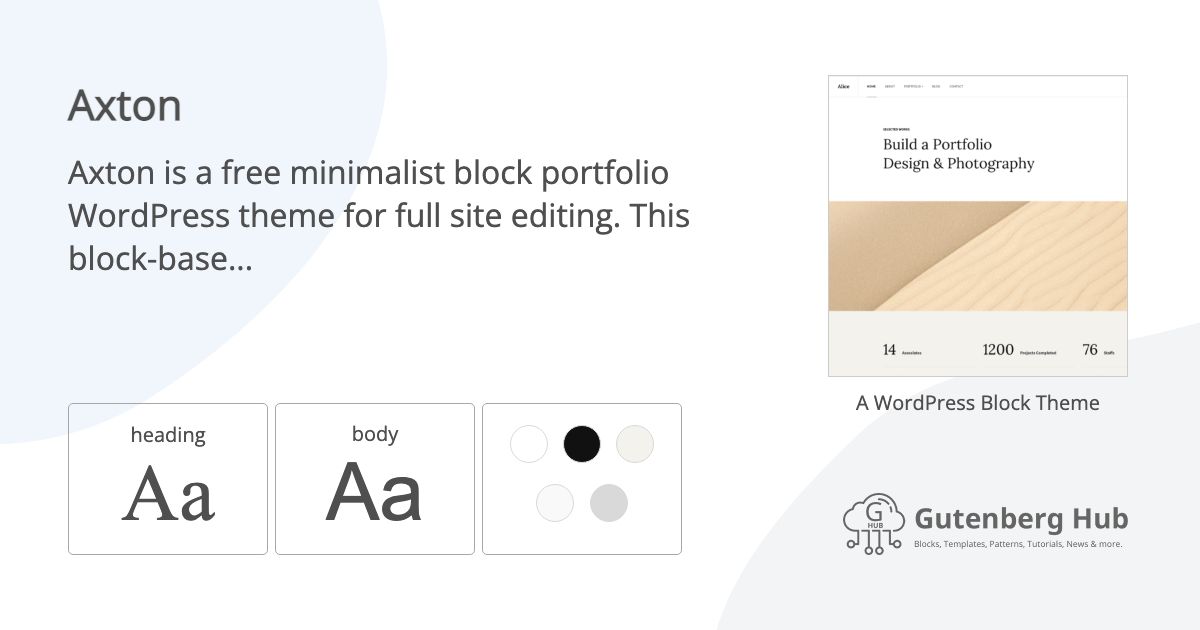 Axton
Axton is a free minimalist block portfolio
WordPress theme for full site editing. This
block-base...
heading
Aa
body
Aa
Alice
HOME ABOUT PORTFOLIO BLOG CONTACT
SELECTED WORKS
Build a Portfolio
Design & Photography
14 Associates
1200 Projects Completed
76 Staffs
A WordPress Block Theme
G
HUB
Gutenberg Hub
Blocks, Templates, Patterns, Tutorials, News & more.